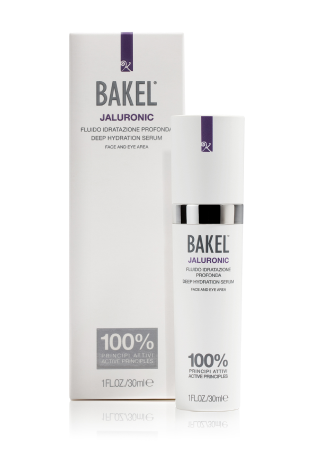 BAKEL®
JALURONIC
FLUIDO IDRATAZIONE PROFONDA
DEEP HYDRATION SERUM
FACE AND EYE AREA
100%
PRINCIPI ATTIVI
ACTIVE PRINCIPLES
1FL.OZ/30ml℮
BAKEL
JALURONIC
FLUIDO IDRATAZIONE
PROFONDA
DEEP HYDRATION SERUM
FACE AND EYE AREA
100%
PRINCIPI ATTIVI
ACTIVE PRINCIPLES
1FL.OZ/30ml℮